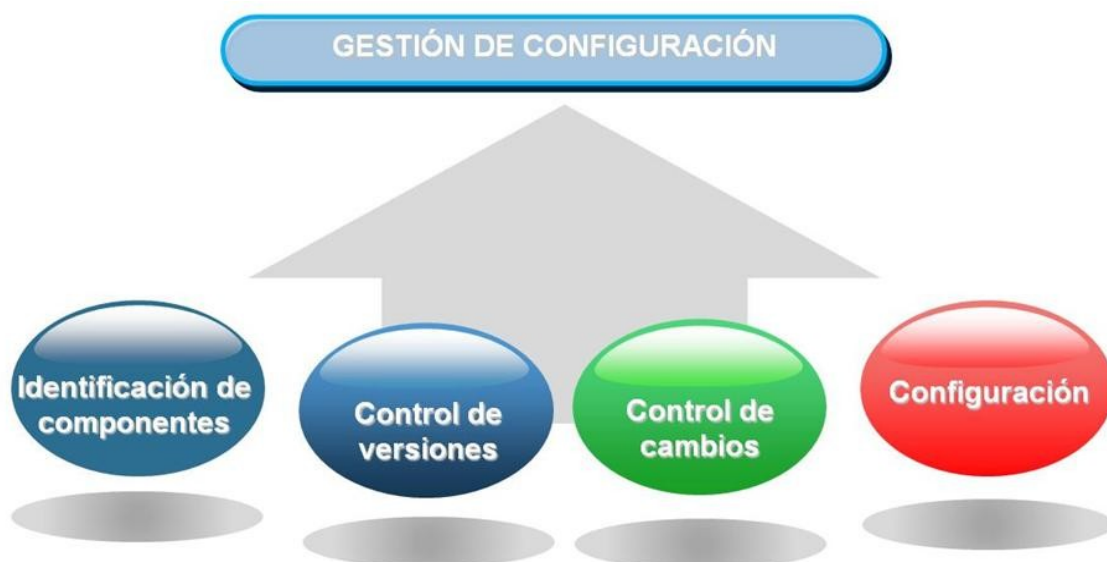 GESTIÓN DE CONFIGURACIÓN
Identificación de
componentes
Control de
versiones
Control de
cambios
Configuración